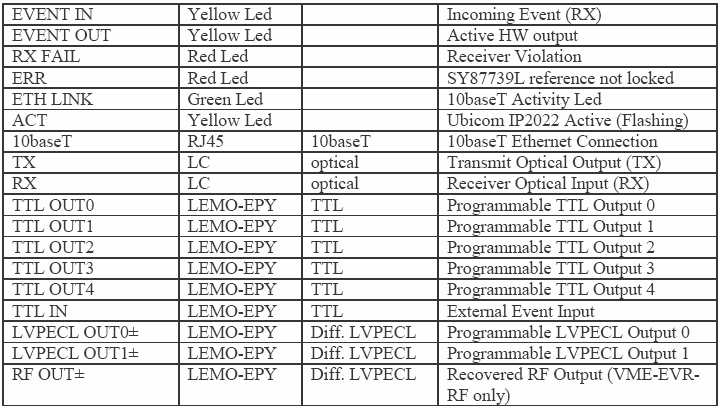 EVENT IN Yellow Led Incoming Event (RX)
EVENT OUT Yellow Led Active HW output
RX FAIL Red Led Receiver Violation
ERR Red Led SY87739L reference not locked
ETH LINK Green Led 10baseT Activity Led
ACT Yellow Led Ubicom IP2022 Active (Flashing)
10baseT RJ45 10baseT 10baseT Ethernet Connection
TX LC optical Transmit Optical Output (TX)
RX LC optical Receiver Optical Input (RX)
TTL OUT0 LEMO-EPY TTL Programmable TTL Output 0
TTL OUT1 LEMO-EPY TTL Programmable TTL Output 1
TTL OUT2 LEMO-EPY TTL Programmable TTL Output 2
TTL OUT3 LEMO-EPY TTL Programmable TTL Output 3
TTL OUT4 LEMO-EPY TTL Programmable TTL Output 4
TTL IN LEMO-EPY TTL External Event Input
LVPECL OUT0± LEMO-EPY Diff. LVPECL Programmable LVPECL Output 0
LVPECL OUT1± LEMO-EPY Diff. LVPECL Programmable LVPECL Output 1
RF OUT± LEMO-EPY Diff. LVPECL Recovered RF Output (VME-EVR-
RF only)